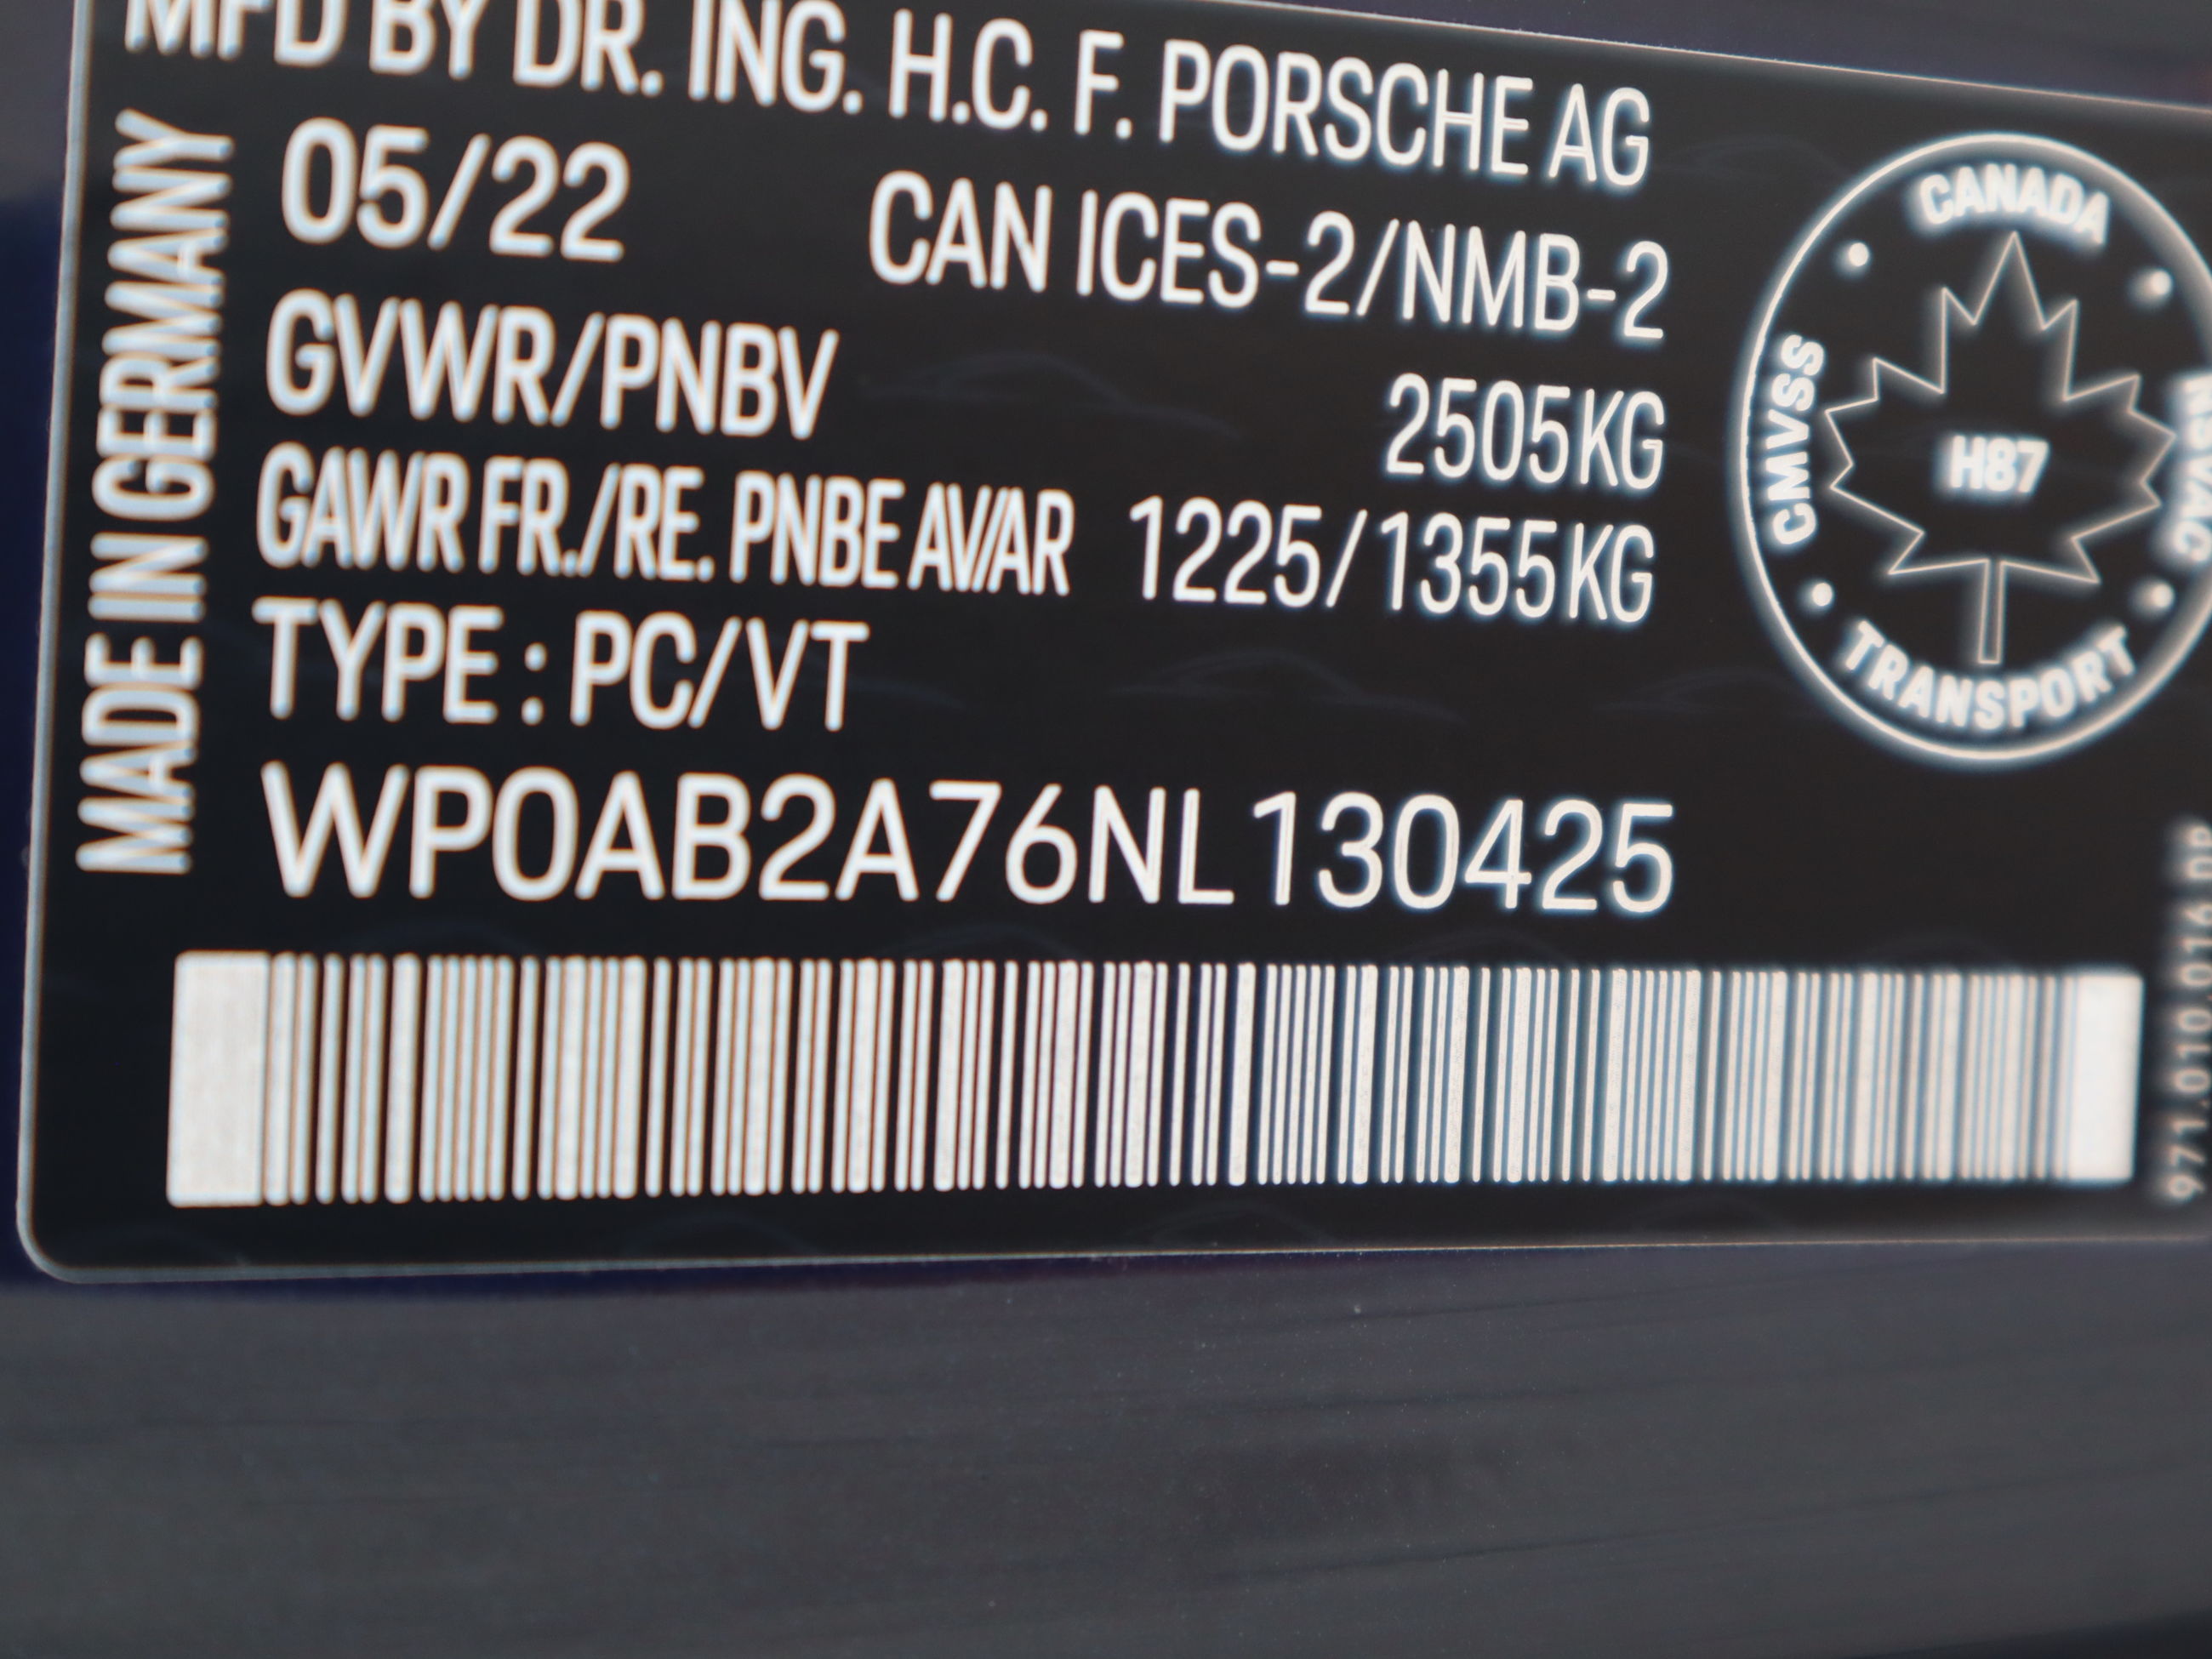 MFD BY DR. ING. H.C. F. PORSCHE AG
05/22 CAN ICES-2/NMB-2
GVWR/PNBV 2505KG
GAWR FR./RE. PNBE AV/AR 1225/1355KG
TYPE : PC/VT
WP0AB2A76NL130425
MADE IN GERMANY
CANADA
CMVSS
H87
TRANSPORT